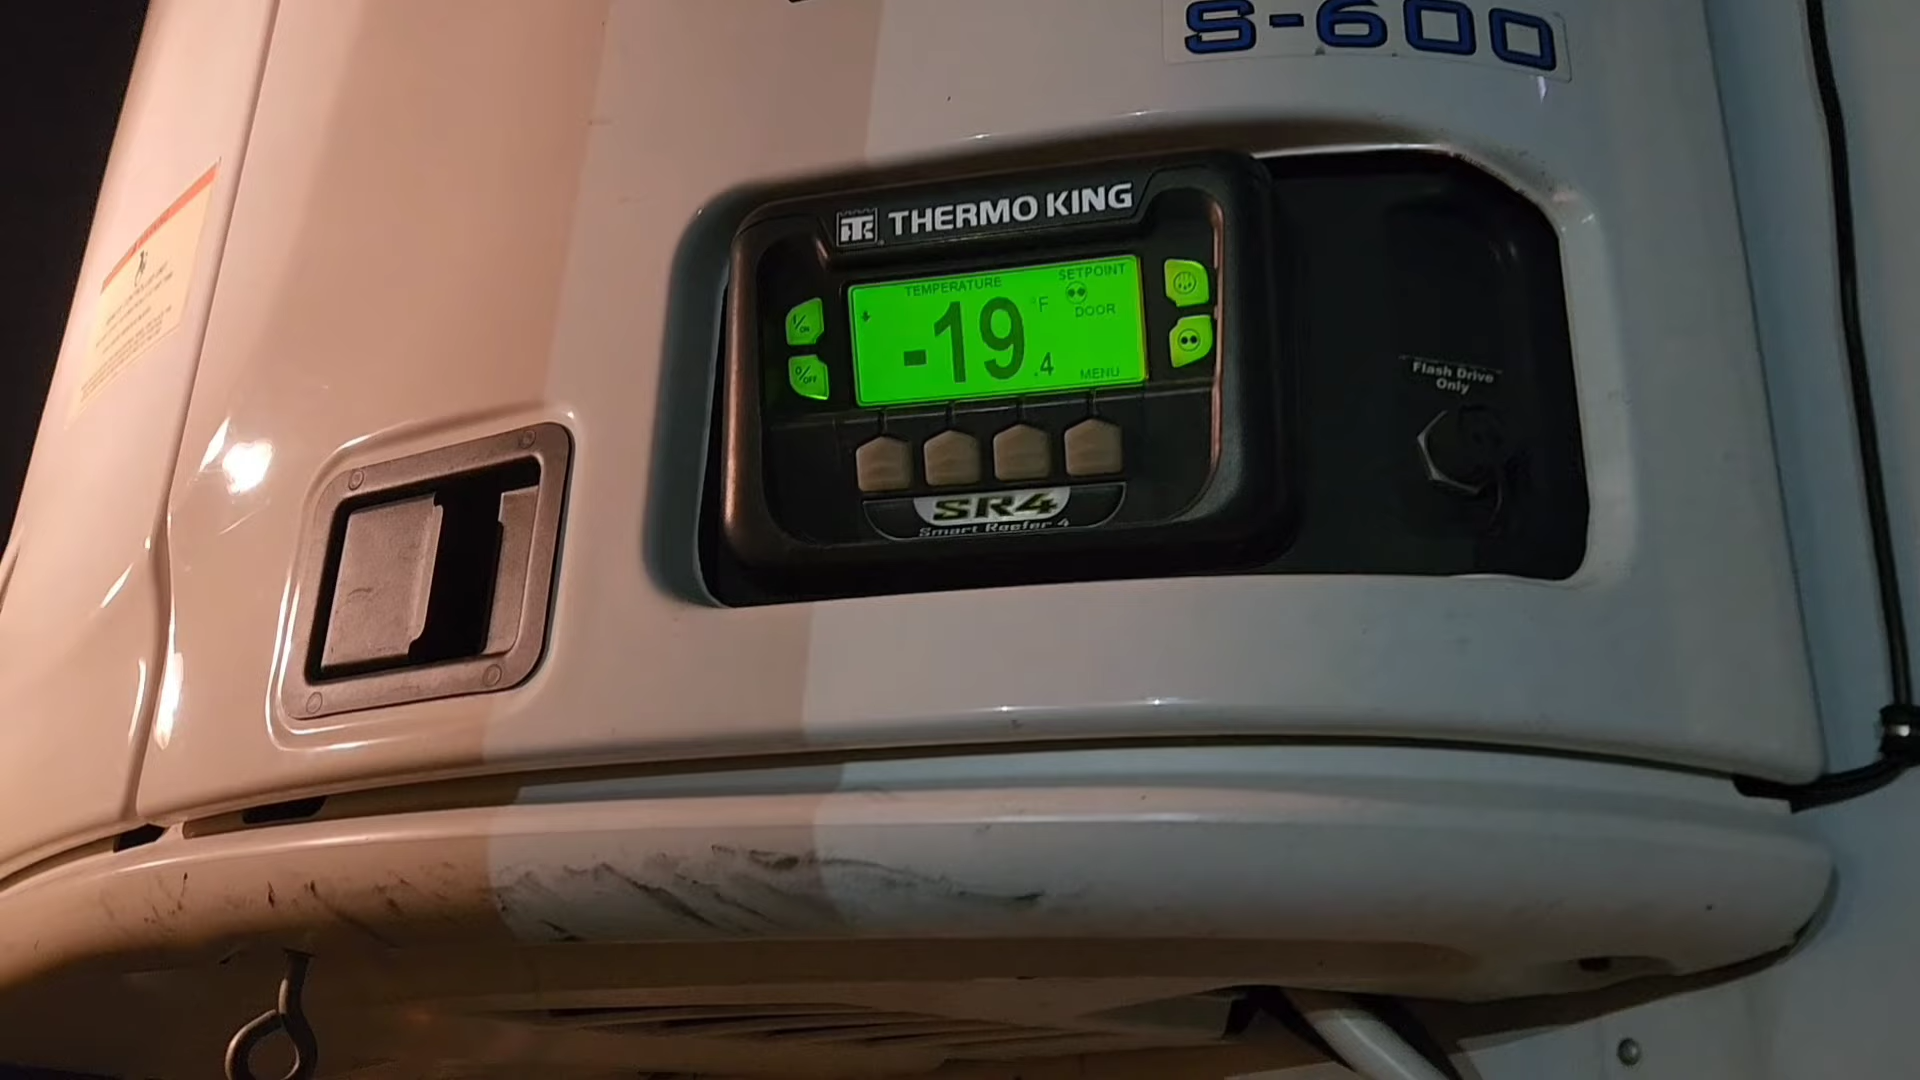 S-600
THERMO KING
TEMPERATURE
SETPOINT
-19.4 °F
DOOR
MENU
I/ON
O/OFF
Flash Drive
Only
SR4
Smart Reefer 4